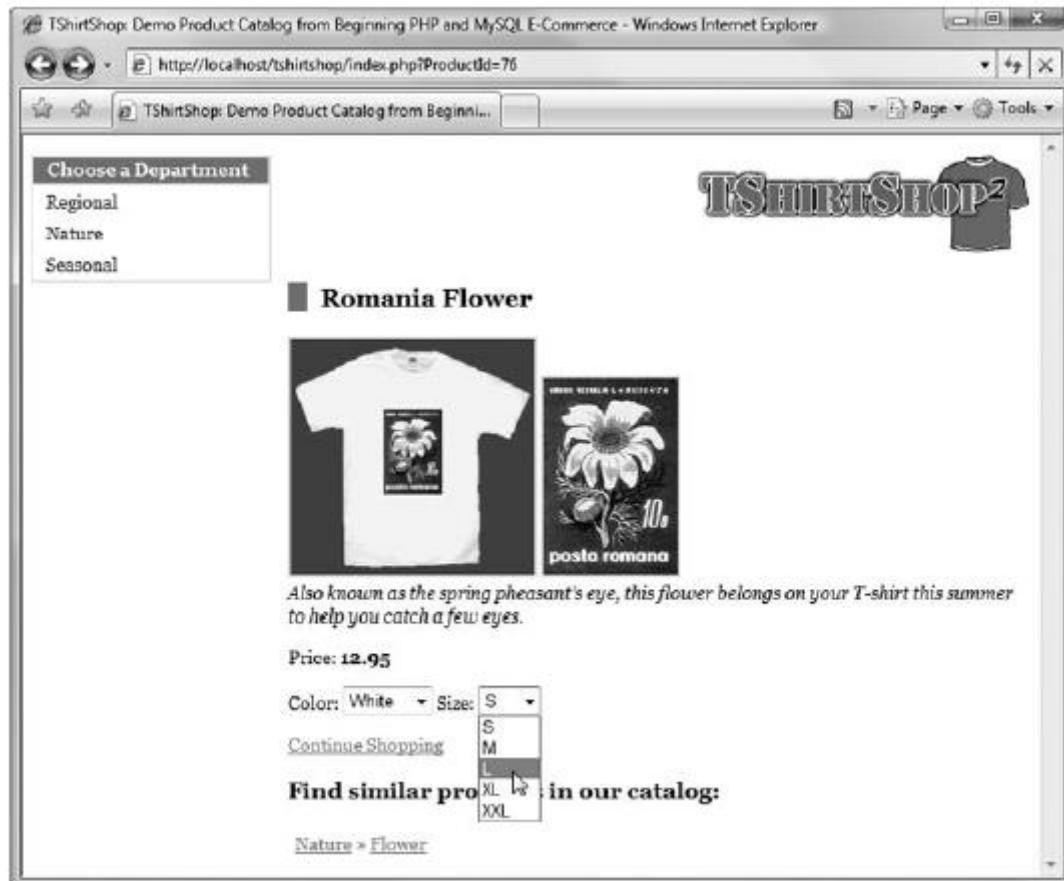 TShirtShop: Demo Product Catalog from Beginning PHP and MySQL E-Commerce - Windows Internet Explorer
http://localhost/tshirtshop/index.php?ProductId=76
TShirtShop: Demo Product Catalog from Beginni...
Page
Tools
Choose a Department
Regional
Nature
Seasonal
TSHIRTSHOP2
Romania Flower
10B
posta romana
Also known as the spring pheasant's eye, this flower belongs on your T-shirt this summer
to help you catch a few eyes.
Price: 12.95
Color: White Size: S
S
M
L
XL
XXL
Continue Shopping
Find similar pro in our catalog:
Nature » Flower